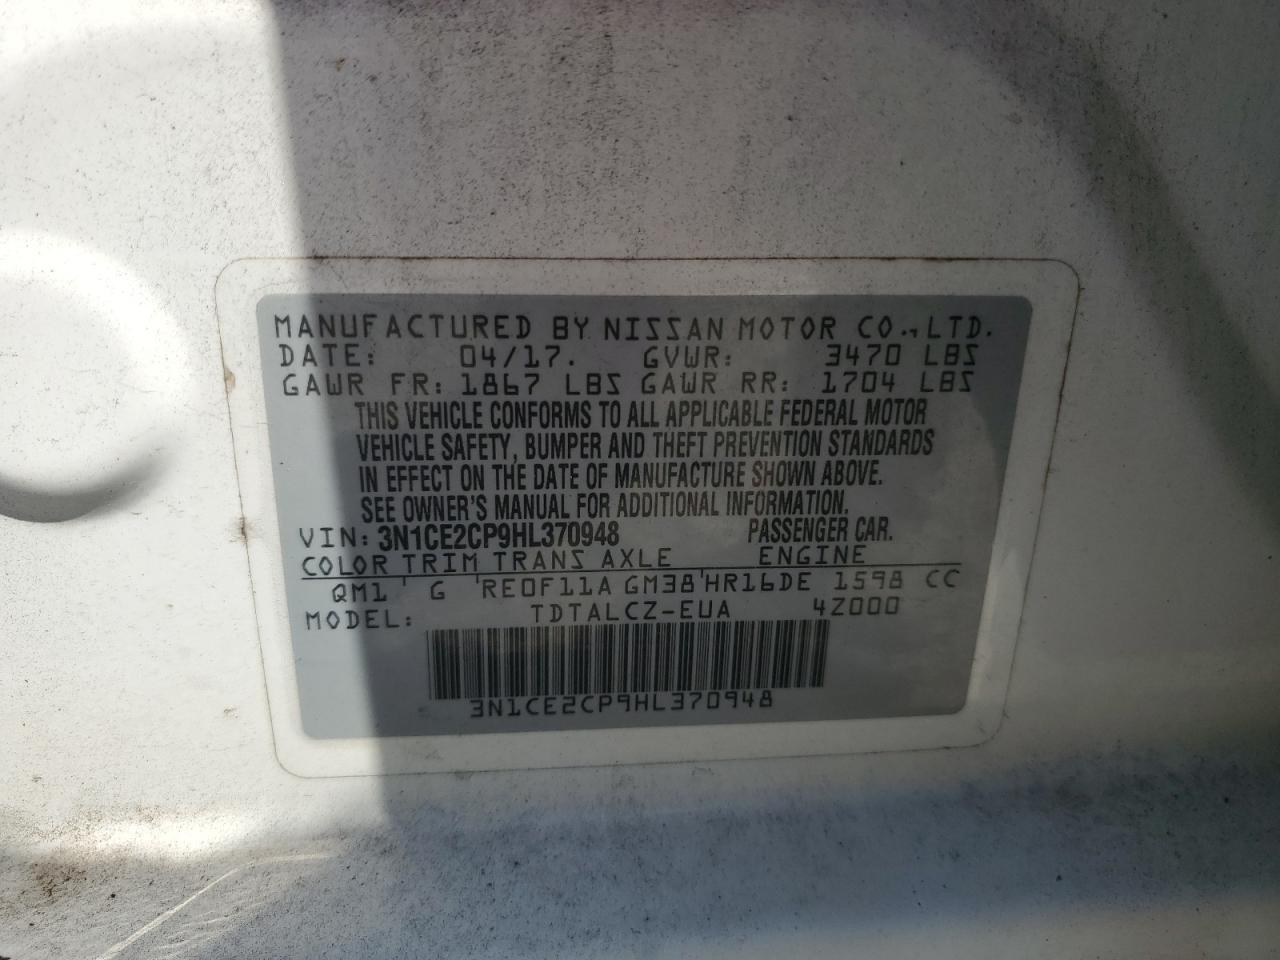 MANUFACTURED BY NISSAN MOTOR CO., LTD.
DATE: 04/17. GVWR: 3470 LBS
GAWR FR: 1867 LBS GAWR RR: 1704 LBS
THIS VEHICLE CONFORMS TO ALL APPLICABLE FEDERAL MOTOR
VEHICLE SAFETY, BUMPER AND THEFT PREVENTION STANDARDS
IN EFFECT ON THE DATE OF MANUFACTURE SHOWN ABOVE.
SEE OWNER'S MANUAL FOR ADDITIONAL INFORMATION.
VIN: 3N1CE2CP9HL370948 PASSENGER CAR.
COLOR TRIM TRANS AXLE ENGINE
QM1 ' G 'RE0F11A GM38'HR16DE 1598 CC
MODEL: TDTALCZ-EUA 4Z000
3N1CE2CP9HL370948